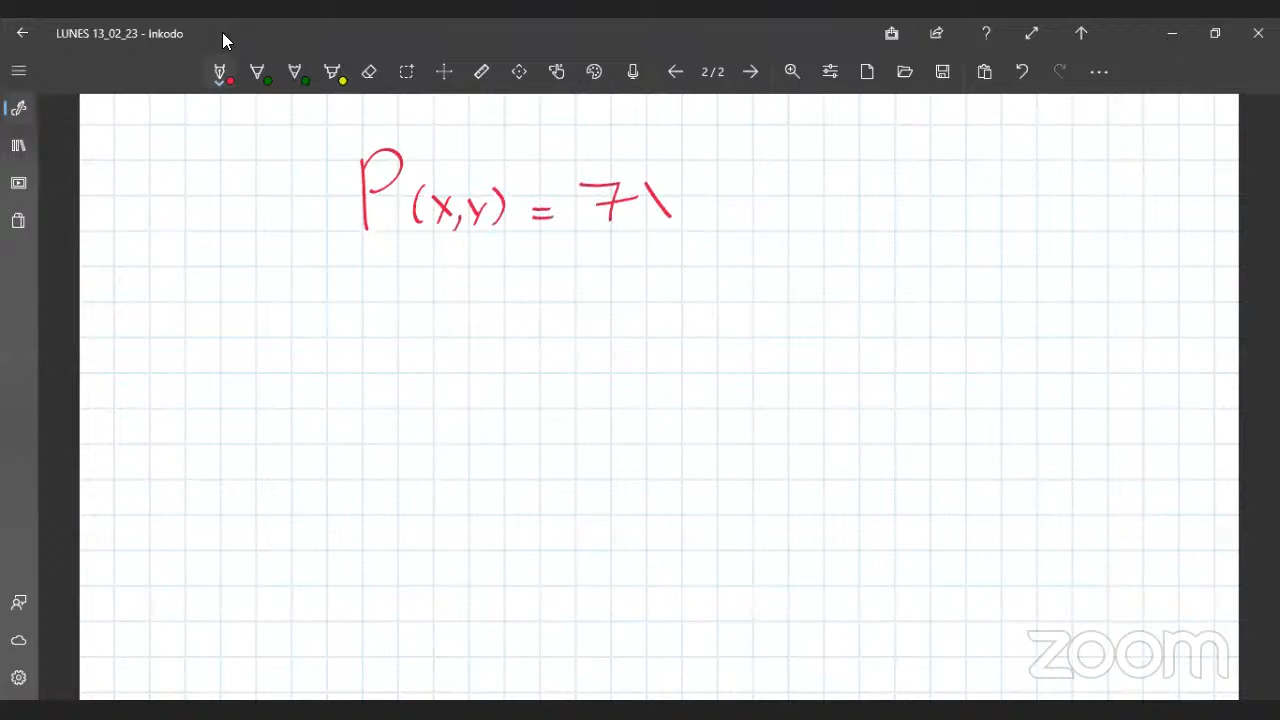 LUNES 13_02_23 - Inkodo
2 / 2
P(x,y) = 7\
zoom